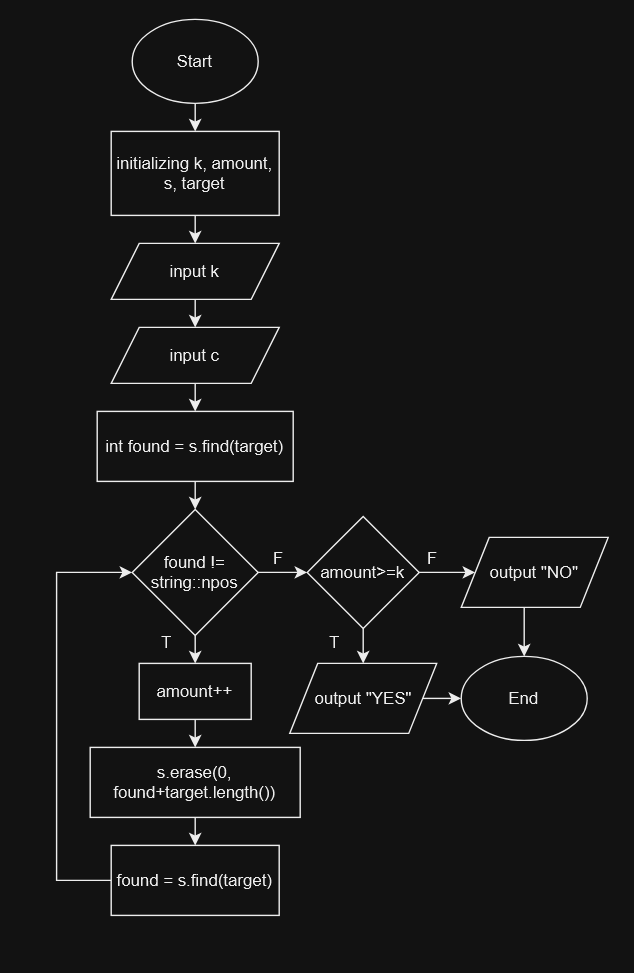 Start
initializing k, amount,
s, target
input k
input c
int found = s.find(target)
found !=
string::npos
F
amount>=k
F
output "NO"
T
T
amount++
output "YES"
End
s.erase(0,
found+target.length())
found = s.find(target)